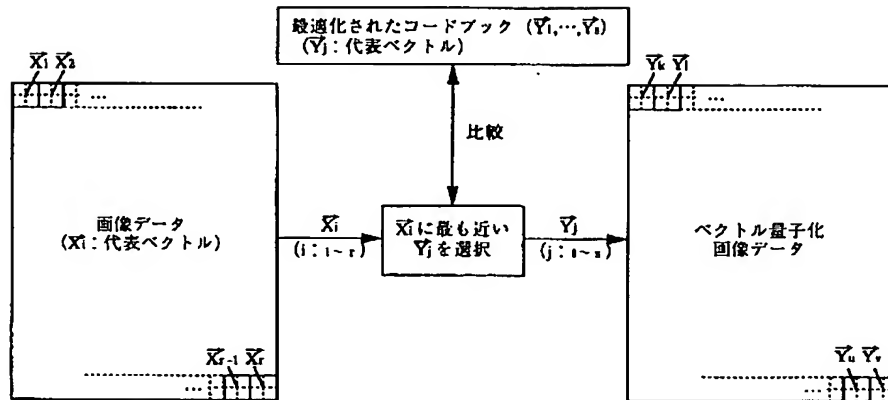 最適化されたコードブック (Y1,…,Ys)
(Yj:代表ベクトル)
X1 X2
…
Yk Yl
…
比較
画像データ
(Xi:代表ベクトル)
Xi
(i:1~r)
Xiに最も近い
Yjを選択
Yj
ベクトル量子化
画像データ
Xr-1 Xr
…
Yu Yv
…